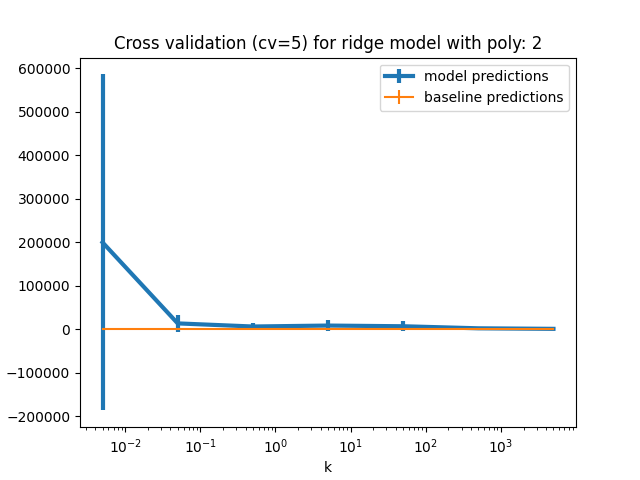 Cross validation (cv=5) for ridge model with poly: 2
model predictions
baseline predictions
600000
500000
400000
300000
200000
100000
0
−100000
−200000
10⁻² 10⁻¹ 10⁰ 10¹ 10² 10³
k